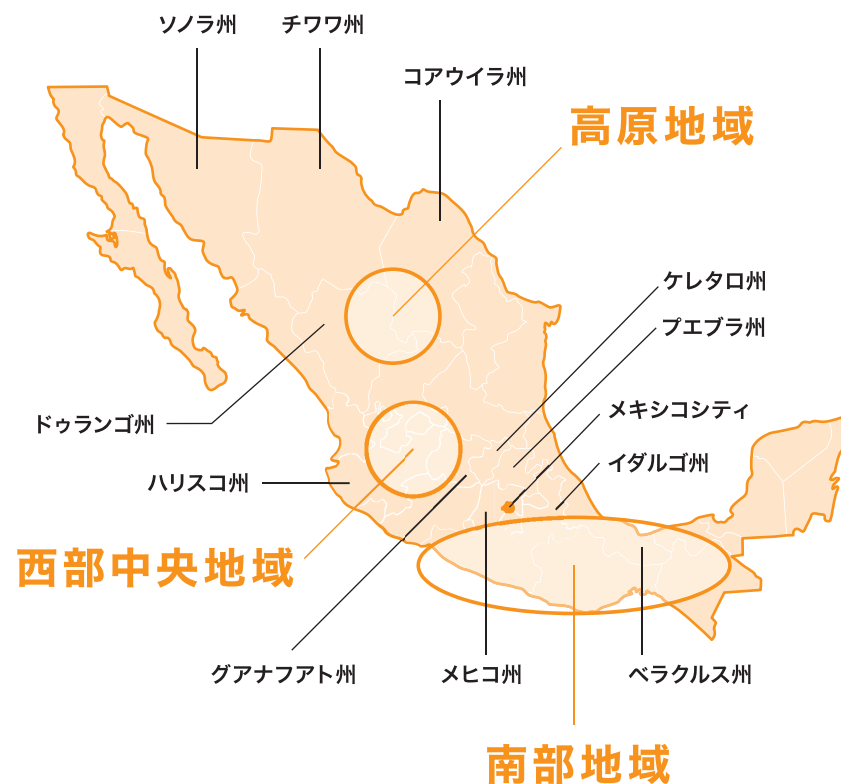 ソノラ州
チワワ州
コアウイラ州
高原地域
ケレタロ州
プエブラ州
メキシコシティ
ドゥランゴ州
イダルゴ州
ハリスコ州
西部中央地域
グアナフアト州
メヒコ州
ベラクルス州
南部地域